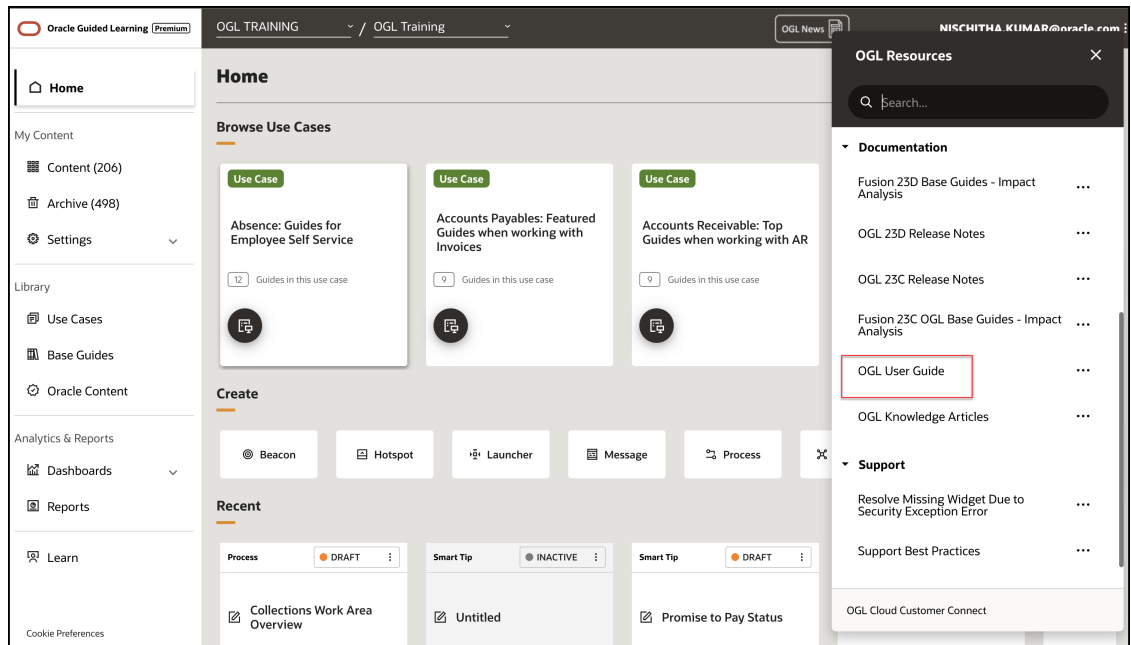 Oracle Guided Learning Premium
OGL TRAINING / OGL Training
OGL News
NISCHITHA.KUMAR@oracle.com
Home
My Content
Content (206)
Archive (498)
Settings
Library
Use Cases
Base Guides
Oracle Content
Analytics & Reports
Dashboards
Reports
Learn
Cookie Preferences
Home
Browse Use Cases
Use Case
Absence: Guides for
Employee Self Service
12 Guides in this use case
Use Case
Accounts Payables: Featured
Guides when working with
Invoices
9 Guides in this use case
Use Case
Accounts Receivable: Top
Guides when working with AR
9 Guides in this use case
Create
Beacon
Hotspot
Launcher
Message
Process
Recent
Process
DRAFT
Collections Work Area
Overview
Smart Tip
INACTIVE
Untitled
Smart Tip
DRAFT
Promise to Pay Status
OGL Resources
Search...
Documentation
Fusion 23D Base Guides - Impact
Analysis
OGL 23D Release Notes
OGL 23C Release Notes
Fusion 23C OGL Base Guides - Impact
Analysis
OGL User Guide
OGL Knowledge Articles
Support
Resolve Missing Widget Due to
Security Exception Error
Support Best Practices
OGL Cloud Customer Connect